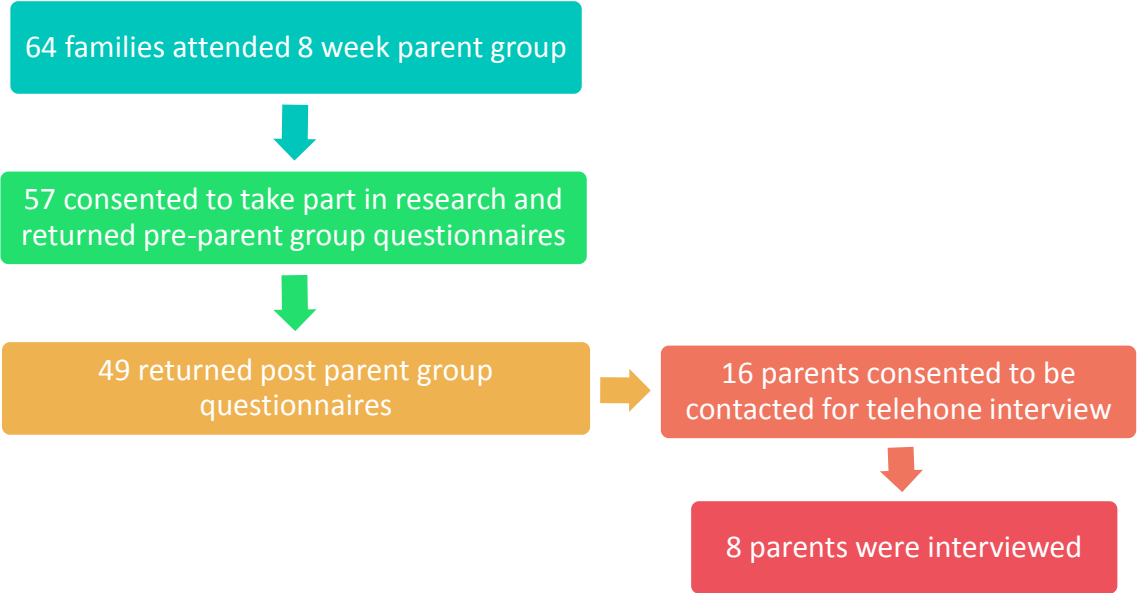 64 families attended 8 week parent group
57 consented to take part in research and
returned pre-parent group questionnaires
49 returned post parent group
questionnaires
16 parents consented to be
contacted for telehone interview
8 parents were interviewed